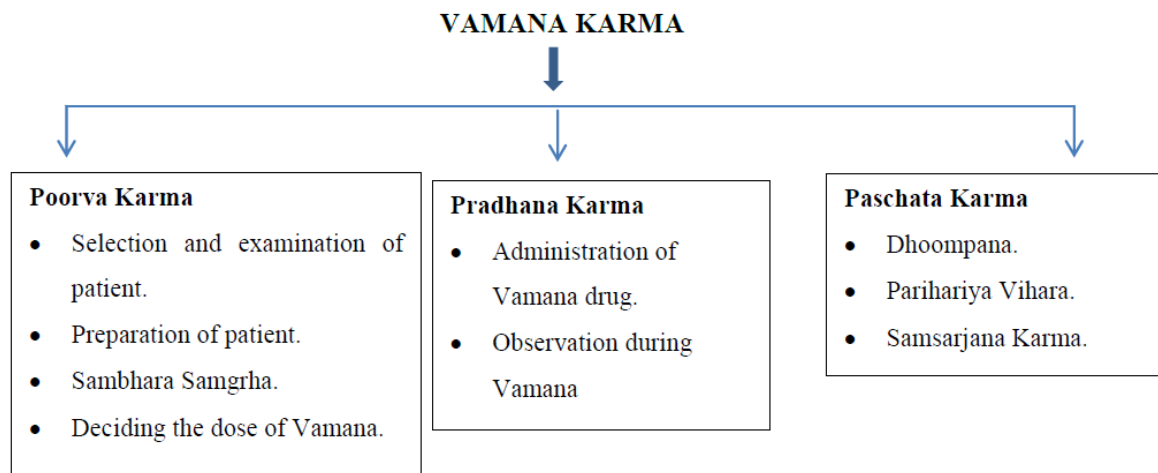 VAMANA KARMA
Poorva Karma
• Selection and examination of
patient.
• Preparation of patient.
• Sambhara Samgrha.
• Deciding the dose of Vamana.
Pradhana Karma
• Administration of
Vamana drug.
• Observation during
Vamana
Paschata Karma
• Dhoompana.
• Parihariya Vihara.
• Samsarjana Karma.